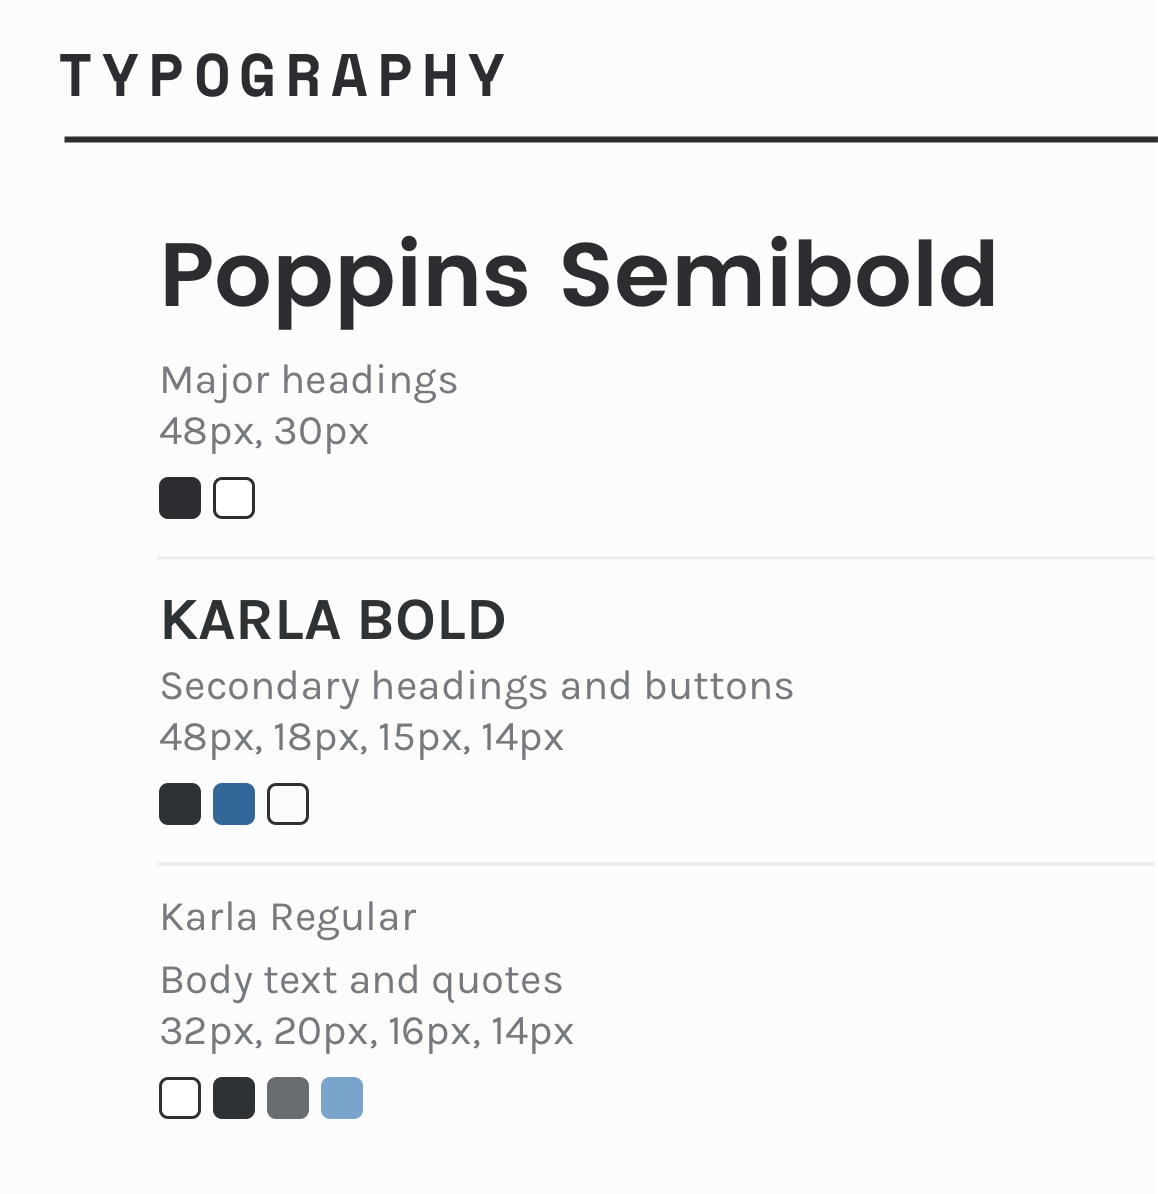 TYPOGRAPHY
Poppins Semibold
Major headings
48px, 30px
KARLA BOLD
Secondary headings and buttons
48px, 18px, 15px, 14px
Karla Regular
Body text and quotes
32px, 20px, 16px, 14px